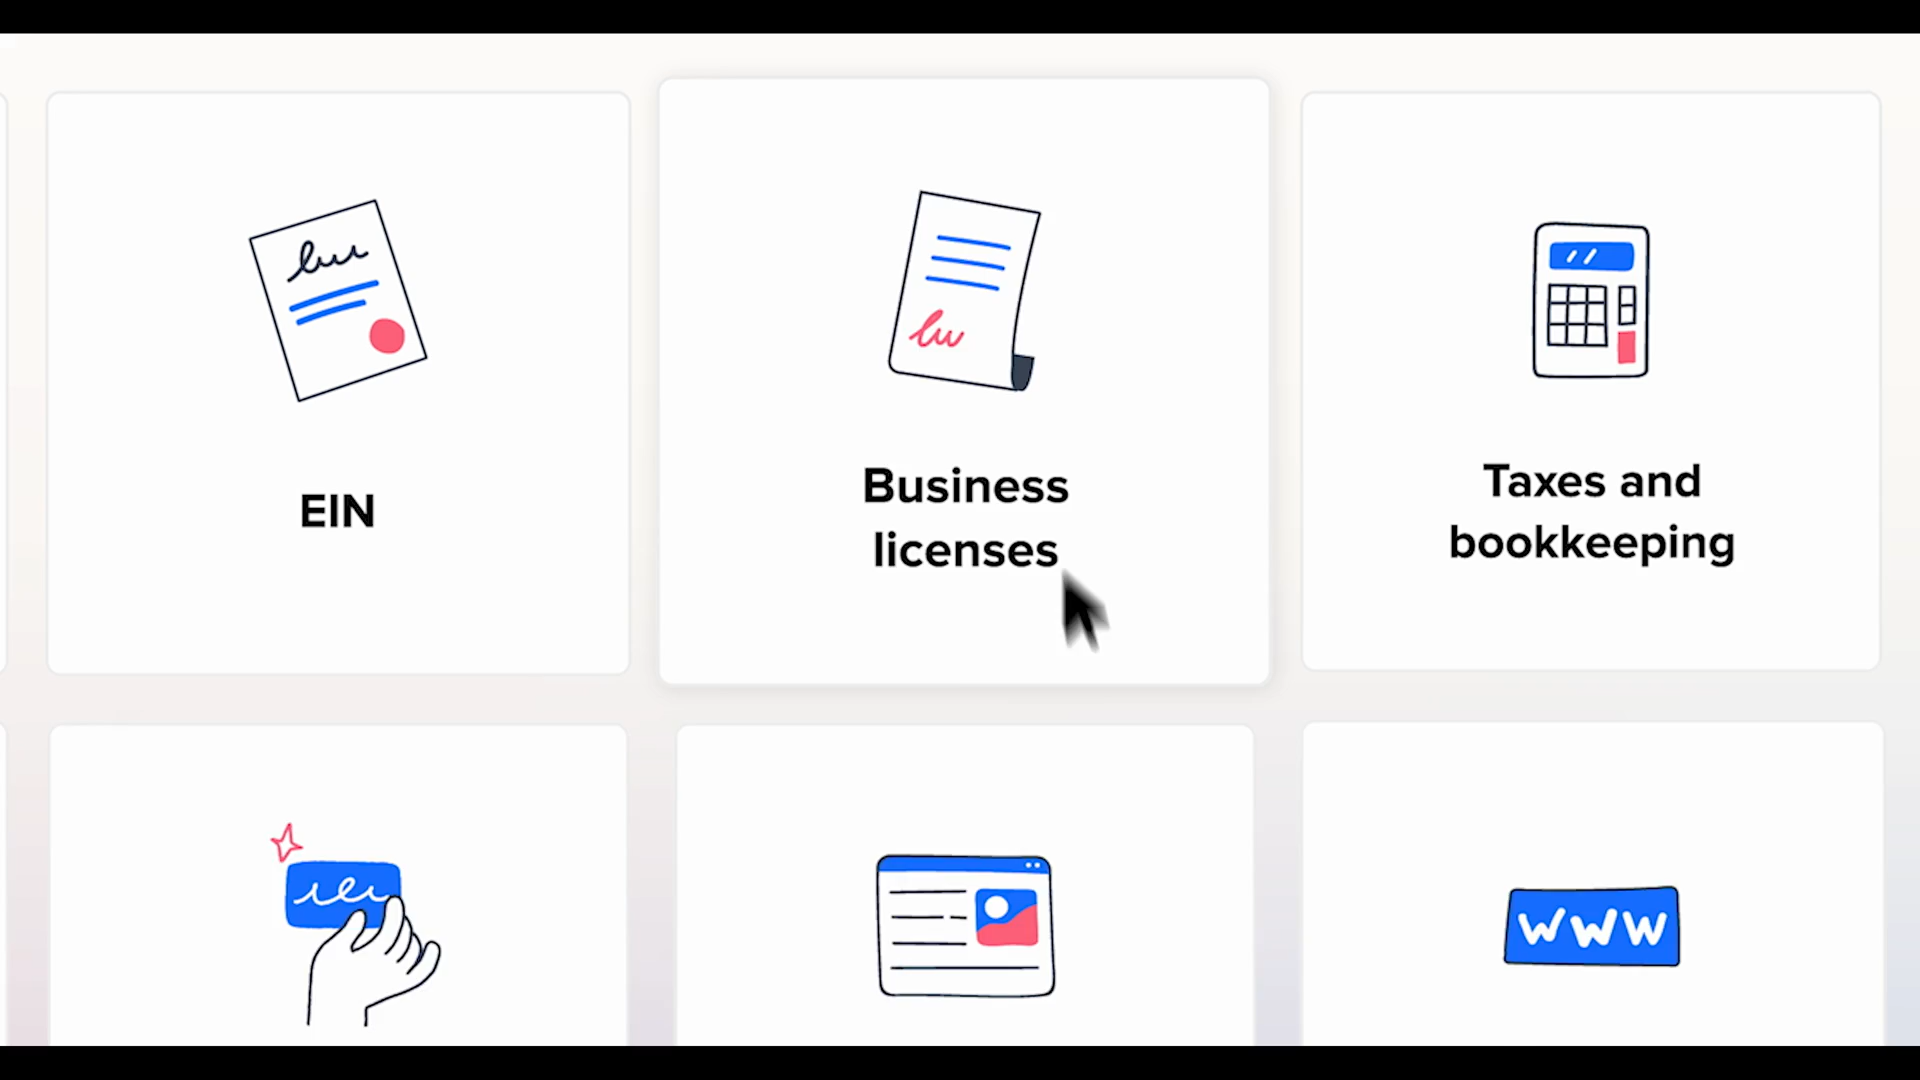 EIN
Business
licenses
Taxes and
bookkeeping
www